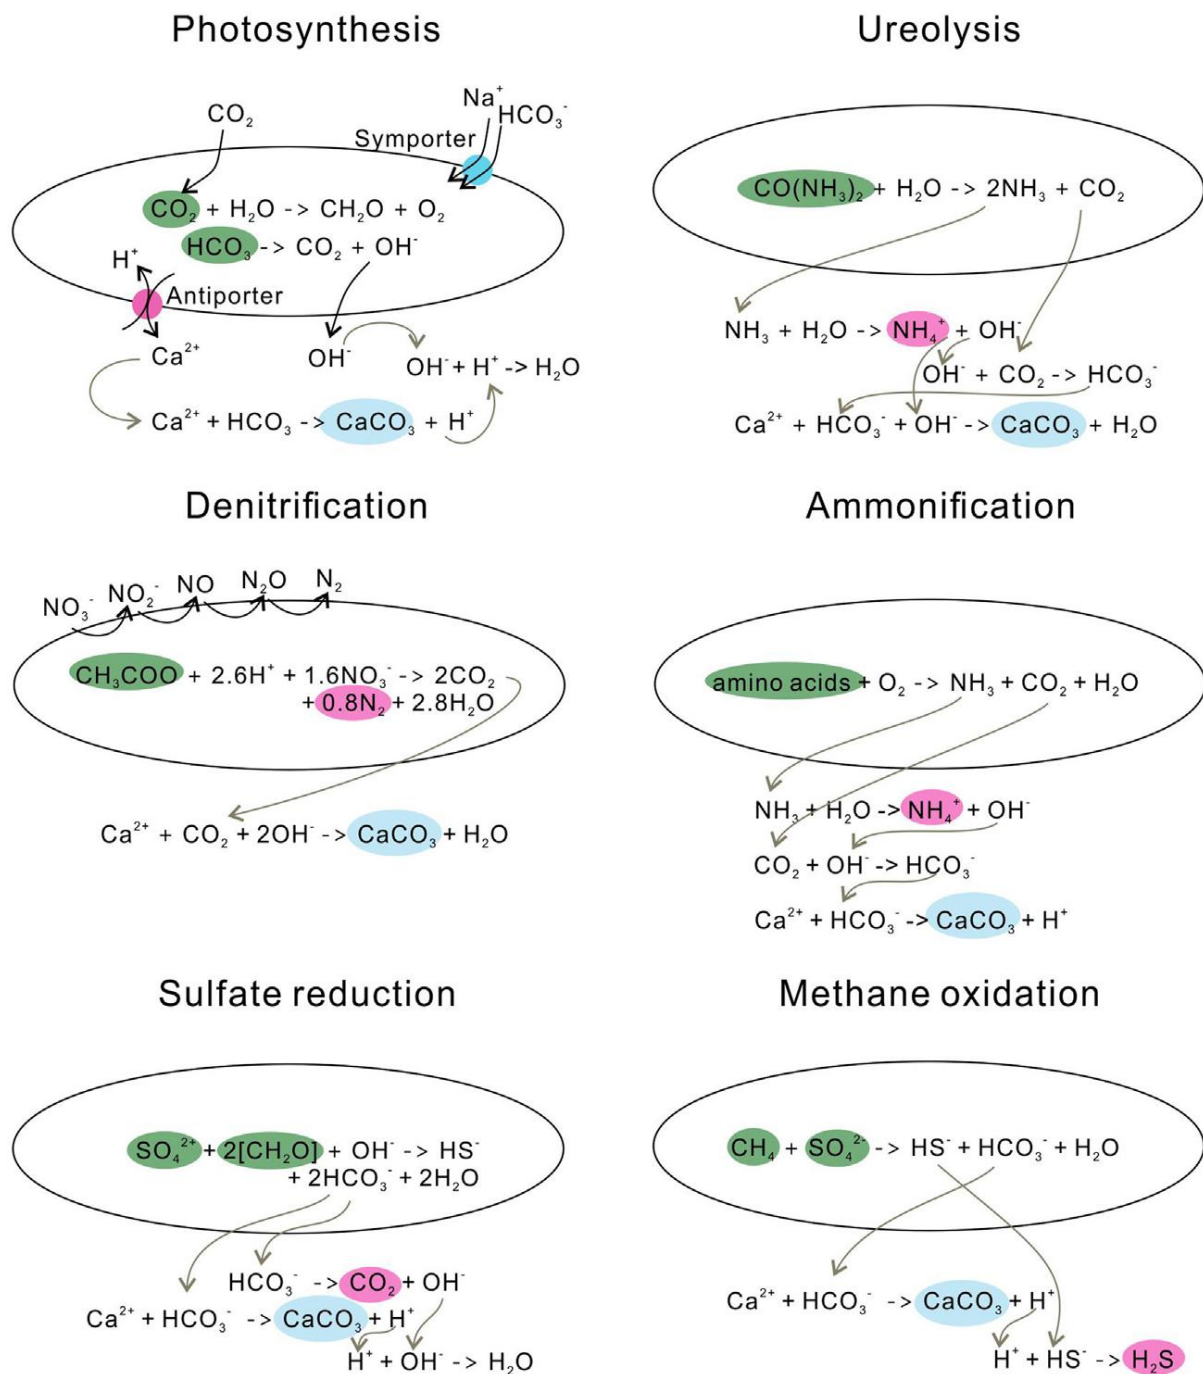 Photosynthesis
CO₂
Na⁺
HCO₃⁻
Symporter
CO₂ + H₂O -> CH₂O + O₂
HCO₃ -> CO₂ + OH⁻
H⁺
Antiporter
Ca²⁺
OH⁻
OH⁻ + H⁺ -> H₂O
Ca²⁺ + HCO₃ -> CaCO₃ + H⁺
Ureolysis
CO(NH₃)₂ + H₂O -> 2NH₃ + CO₂
NH₃ + H₂O -> NH₄⁺ + OH⁻
OH⁻ + CO₂ -> HCO₃⁻
Ca²⁺ + HCO₃⁻ + OH⁻ -> CaCO₃ + H₂O
Denitrification
NO₃⁻ NO₂⁻ NO N₂O N₂
CH₃COO + 2.6H⁺ + 1.6NO₃⁻ -> 2CO₂
+ 0.8N₂ + 2.8H₂O
Ca²⁺ + CO₂ + 2OH⁻ -> CaCO₃ + H₂O
Ammonification
amino acids + O₂ -> NH₃ + CO₂ + H₂O
NH₃ + H₂O -> NH₄⁺ + OH⁻
CO₂ + OH⁻ -> HCO₃⁻
Ca²⁺ + HCO₃⁻ -> CaCO₃ + H⁺
Sulfate reduction
SO₄²⁺ + 2[CH₂O] + OH⁻ -> HS⁻
+ 2HCO₃⁻ + 2H₂O
HCO₃⁻ -> CO₂ + OH⁻
Ca²⁺ + HCO₃⁻ -> CaCO₃ + H⁺
H⁺ + OH⁻ -> H₂O
Methane oxidation
CH₄ + SO₄²⁻ -> HS⁻ + HCO₃⁻ + H₂O
Ca²⁺ + HCO₃⁻ -> CaCO₃ + H⁺
H⁺ + HS⁻ -> H₂S